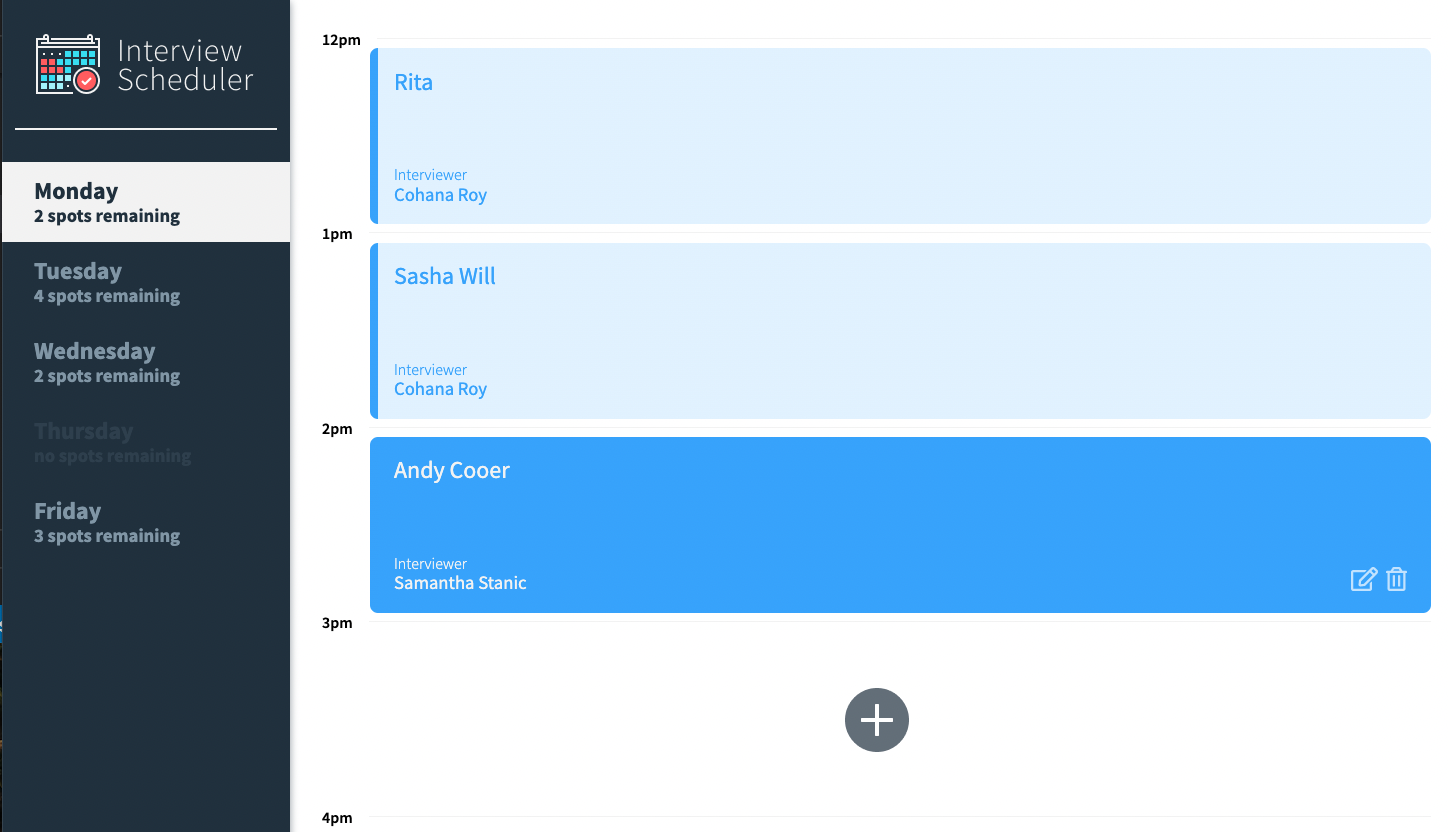 Interview
Scheduler
Monday
2 spots remaining
Tuesday
4 spots remaining
Wednesday
2 spots remaining
Thursday
no spots remaining
Friday
3 spots remaining
12pm
Rita
Interviewer
Cohana Roy
1pm
Sasha Will
Interviewer
Cohana Roy
2pm
Andy Cooer
Interviewer
Samantha Stanic
3pm
4pm